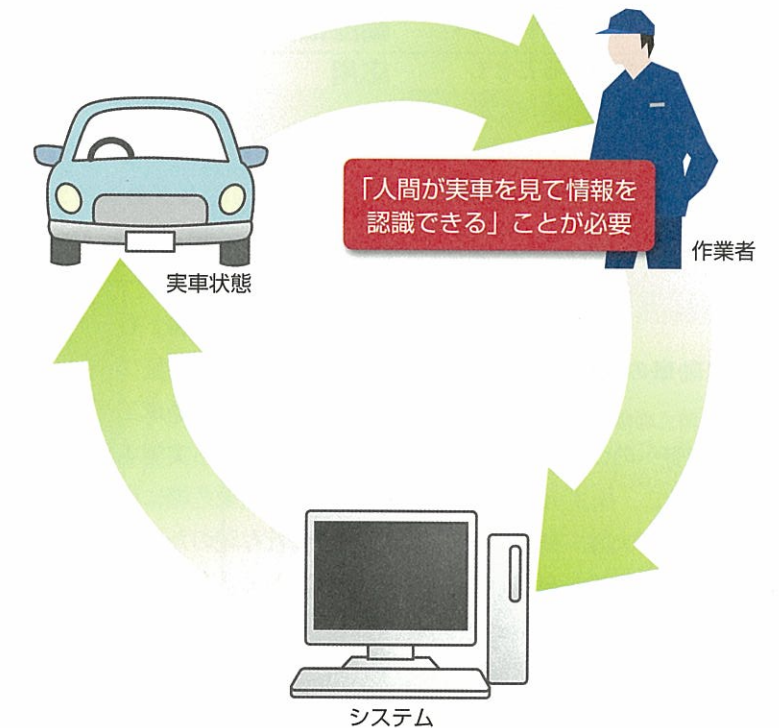 「人間が実車を見て情報を
認識できる」ことが必要
作業者
実車状態
システム